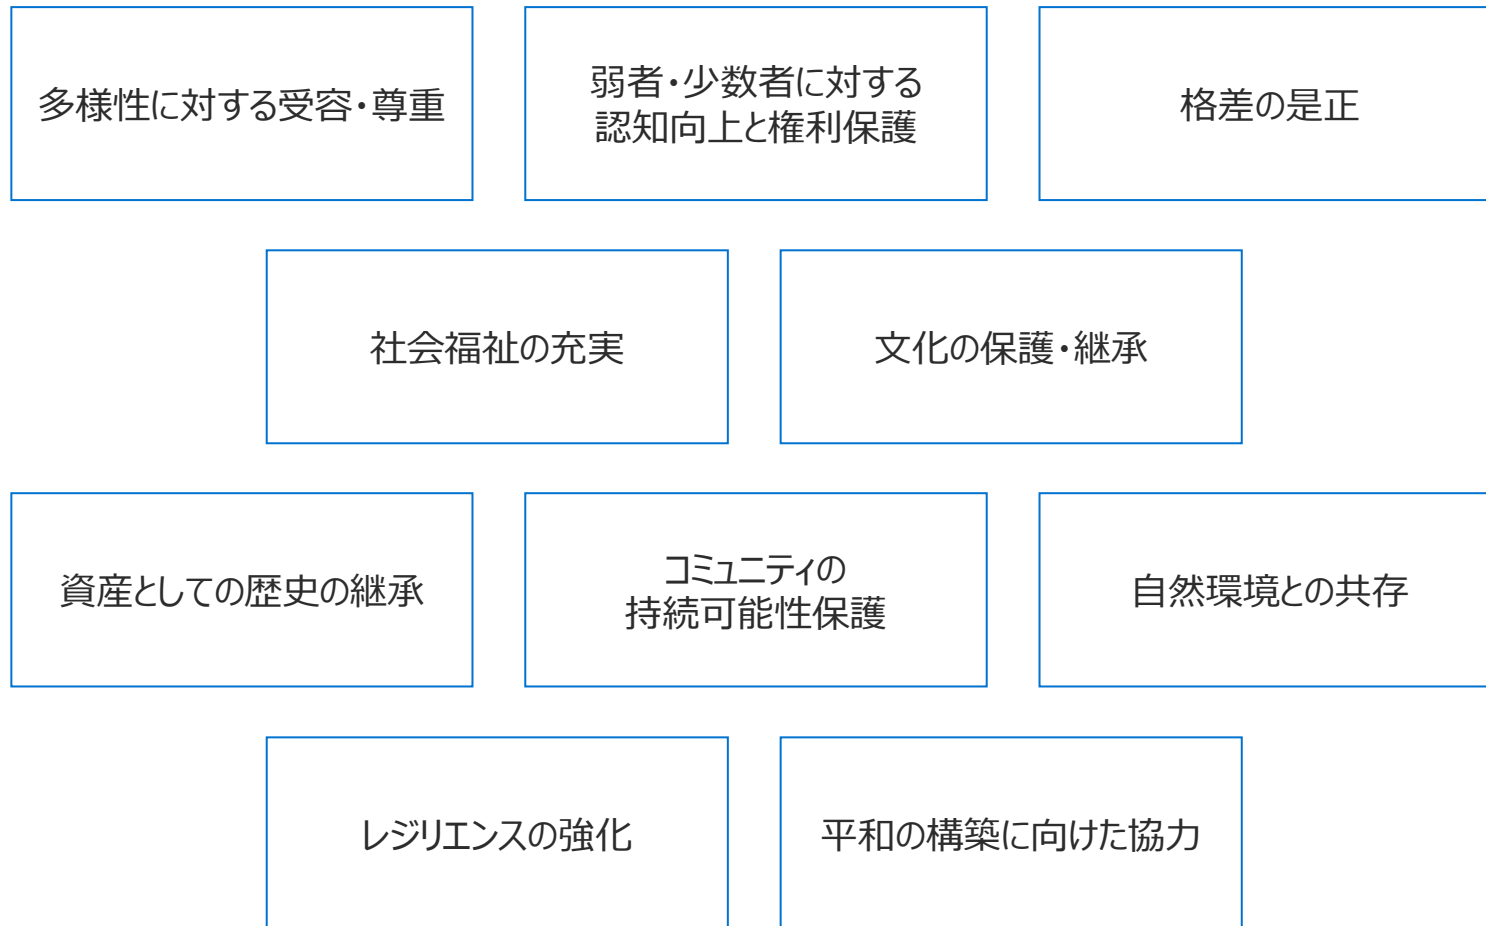 多様性に対する受容・尊重
弱者・少数者に対する
認知向上と権利保護
格差の是正
社会福祉の充実
文化の保護・継承
資産としての歴史の継承
コミュニティの
持続可能性保護
自然環境との共存
レジリエンスの強化
平和の構築に向けた協力